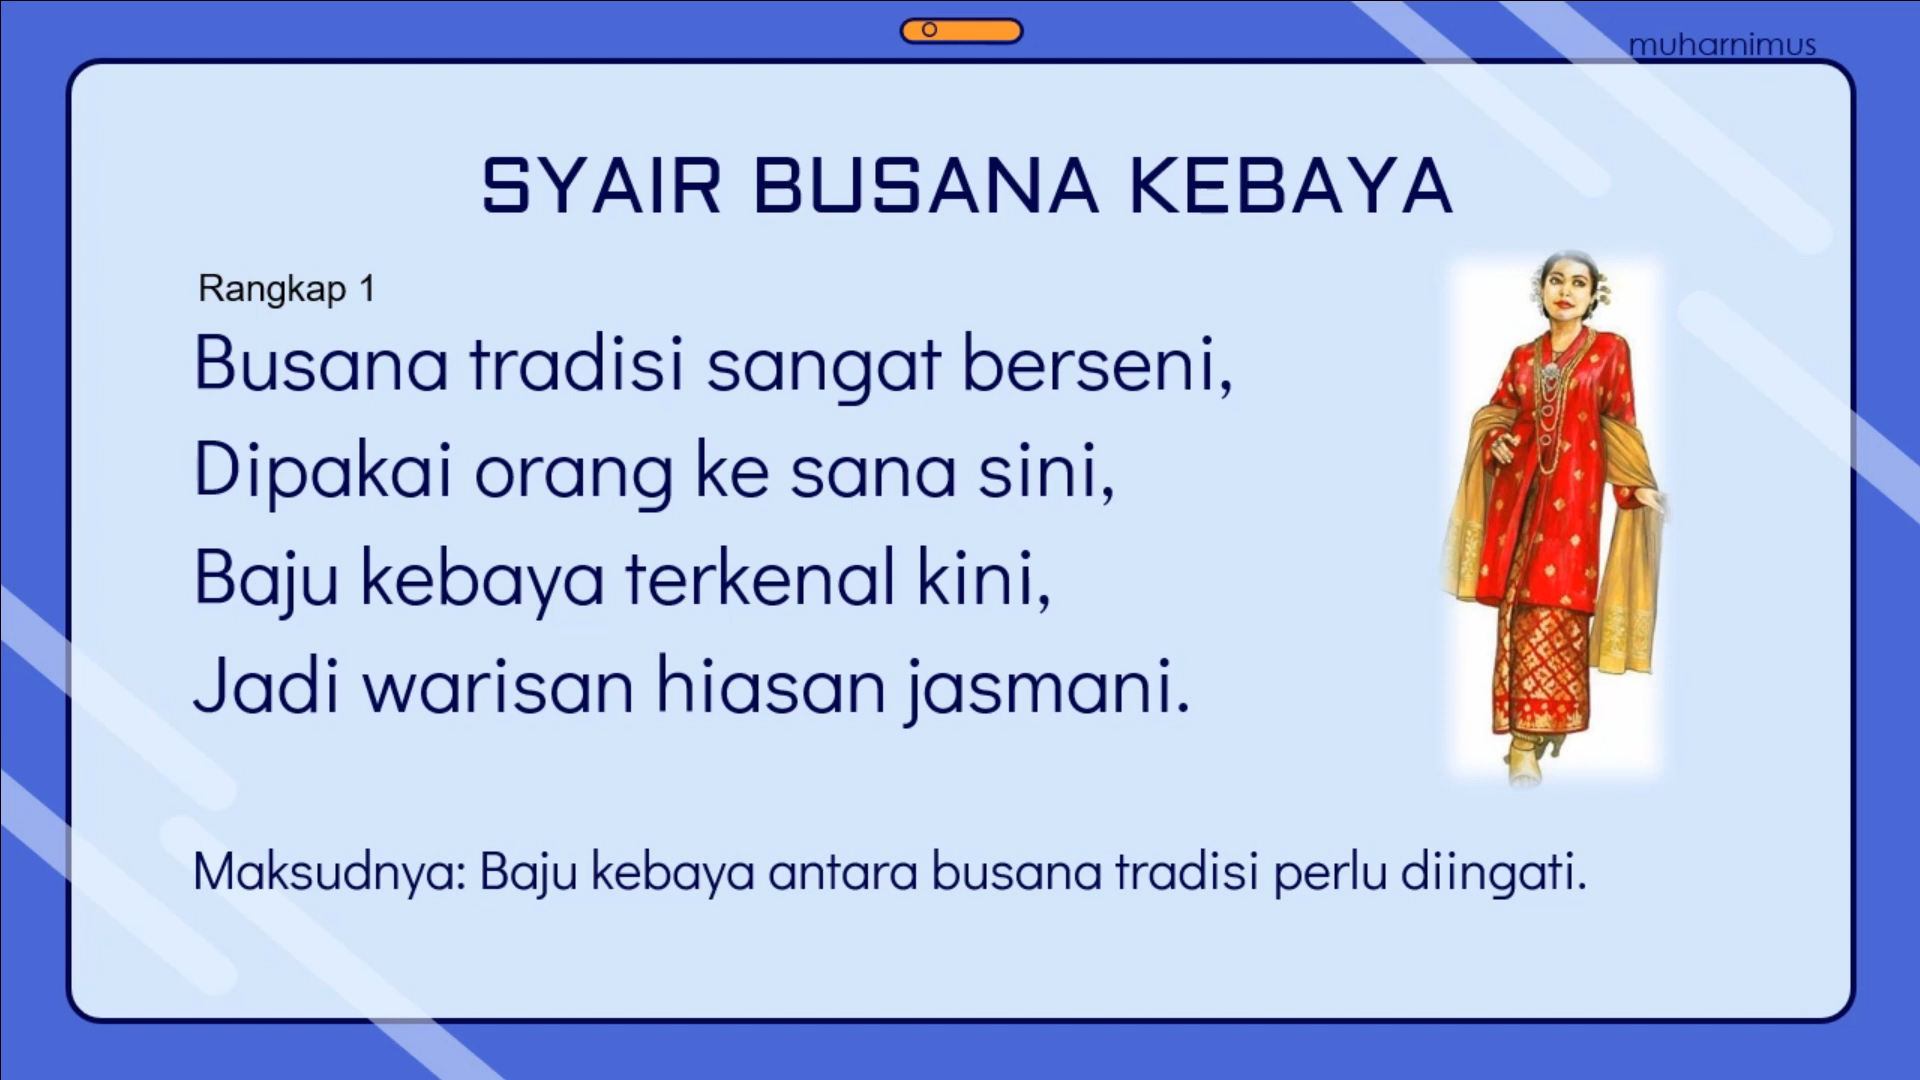 muharnimus
SYAIR BUSANA KEBAYA
Rangkap 1
Busana tradisi sangat berseni,
Dipakai orang ke sana sini,
Baju kebaya terkenal kini,
Jadi warisan hiasan jasmani.
Maksudnya: Baju kebaya antara busana tradisi perlu diingati.